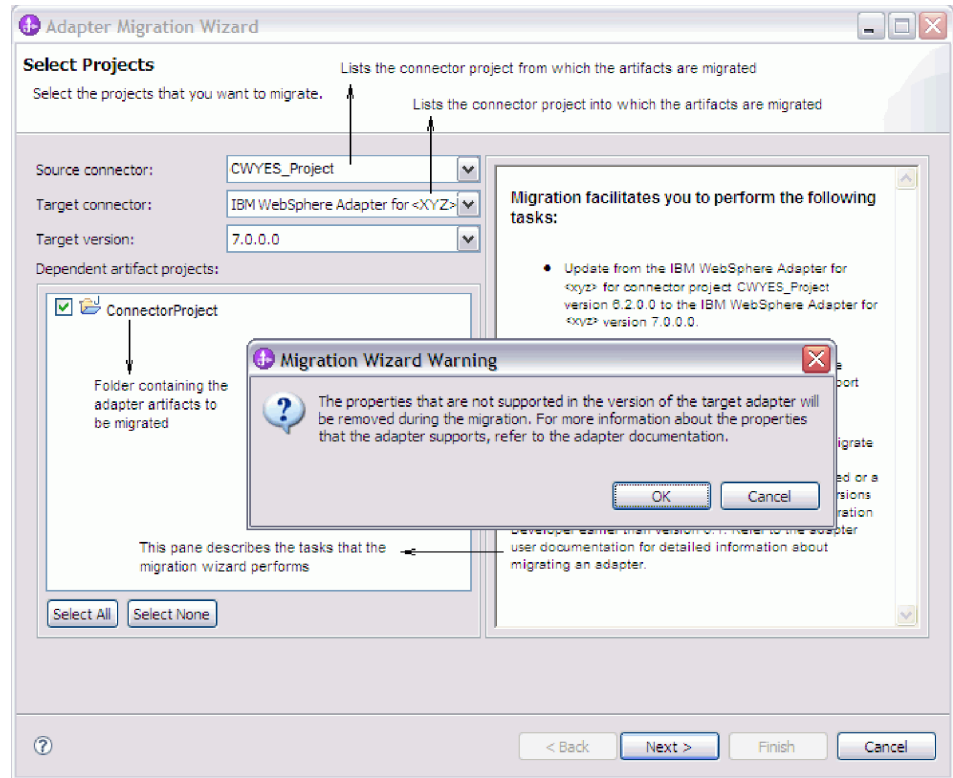 Adapter Migration Wizard
Select Projects
Select the projects that you want to migrate.
Lists the connector project from which the artifacts are migrated
Lists the connector project into which the artifacts are migrated
Source connector:
CWYES_Project
Target connector:
IBM WebSphere Adapter for <XYZ>
Target version:
7.0.0.0
Dependent artifact projects:
ConnectorProject
Folder containing the
adapter artifacts to
be migrated
This pane describes the tasks that the
migration wizard performs
Select All
Select None
Migration facilitates you to perform the following
tasks:
• Update from the IBM WebSphere Adapter for
<xyz> for connector project CWYES_Project
version 6.2.0.0 to the IBM WebSphere Adapter for
<xyz> version 7.0.0.0.
user documentation for detailed information about
migrating an adapter.
Migration Wizard Warning
?
The properties that are not supported in the version of the target adapter will
be removed during the migration. For more information about the properties
that the adapter supports, refer to the adapter documentation.
OK
Cancel
?
< Back
Next >
Finish
Cancel